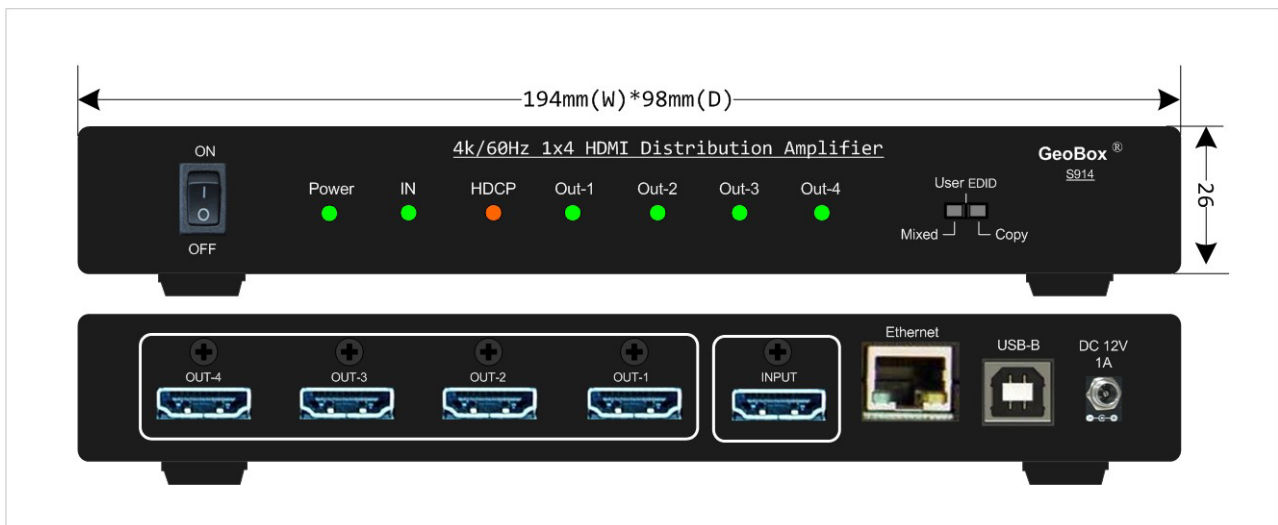 194mm(W)*98mm(D)
4k/60Hz 1x4 HDMI Distribution Amplifier
GeoBox ®
S914
ON
I
O
OFF
Power IN HDCP Out-1 Out-2 Out-3 Out-4
User EDID
Mixed Copy
26
OUT-4 OUT-3 OUT-2 OUT-1
INPUT
Ethernet
USB-B
DC 12V
1A